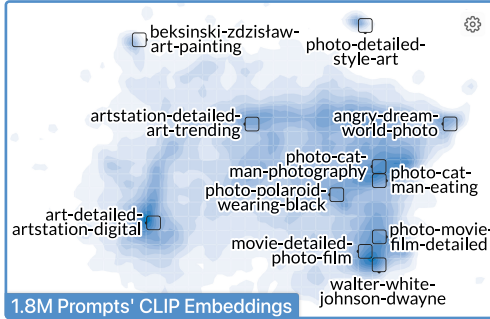 beksinski-zdzisław-
art-painting
photo-detailed-
style-art
artstation-detailed-
art-trending
angry-dream-
world-photo
photo-cat-
man-photography
photo-cat-
man-eating
photo-polaroid-
wearing-black
art-detailed-
artstation-digital
movie-detailed-
photo-film
photo-movie-
film-detailed
walter-white-
johnson-dwayne
1.8M Prompts' CLIP Embeddings